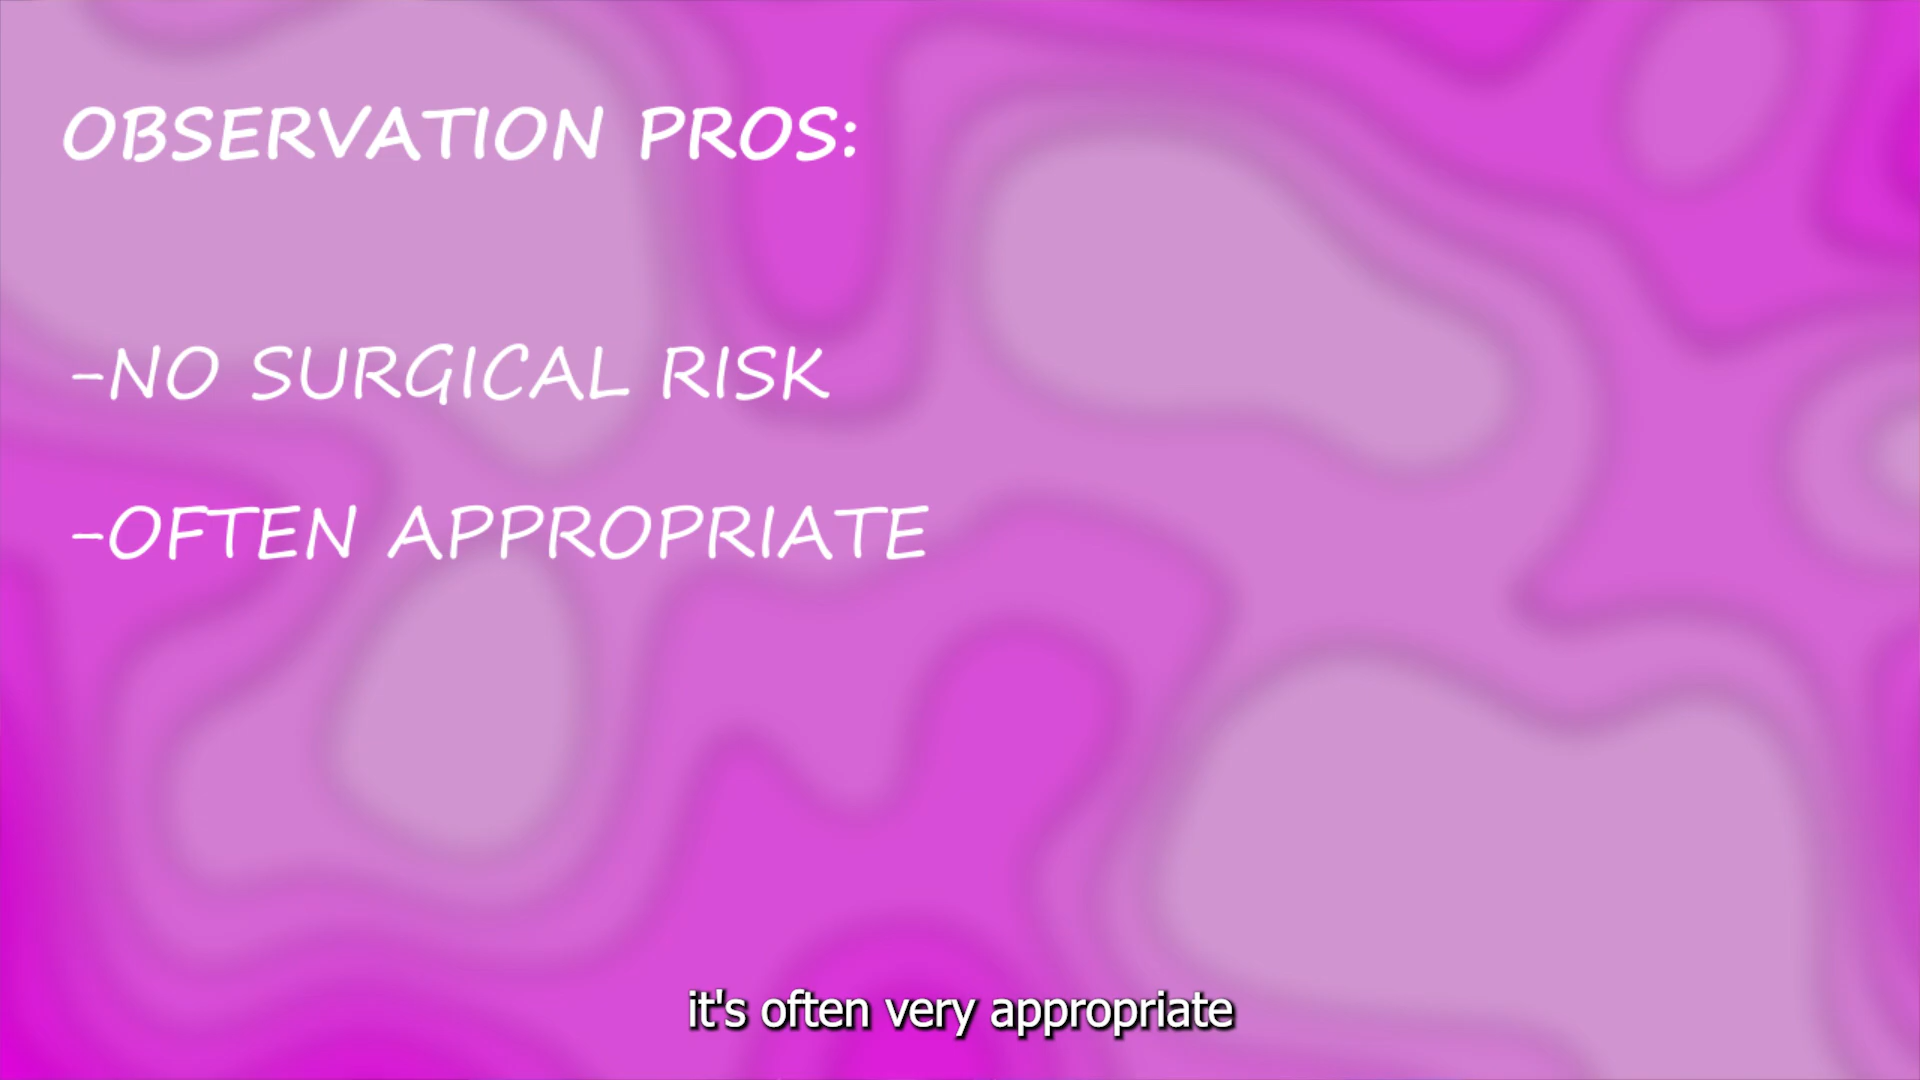 OBSERVATION PROS:
-NO SURGICAL RISK
-OFTEN APPROPRIATE
it's often very appropriate